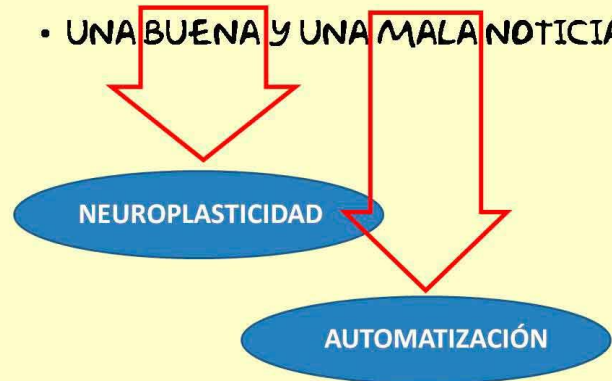 • UNA BUENA Y UNA MALA NOTICIA
NEUROPLASTICIDAD
AUTOMATIZACIÓN